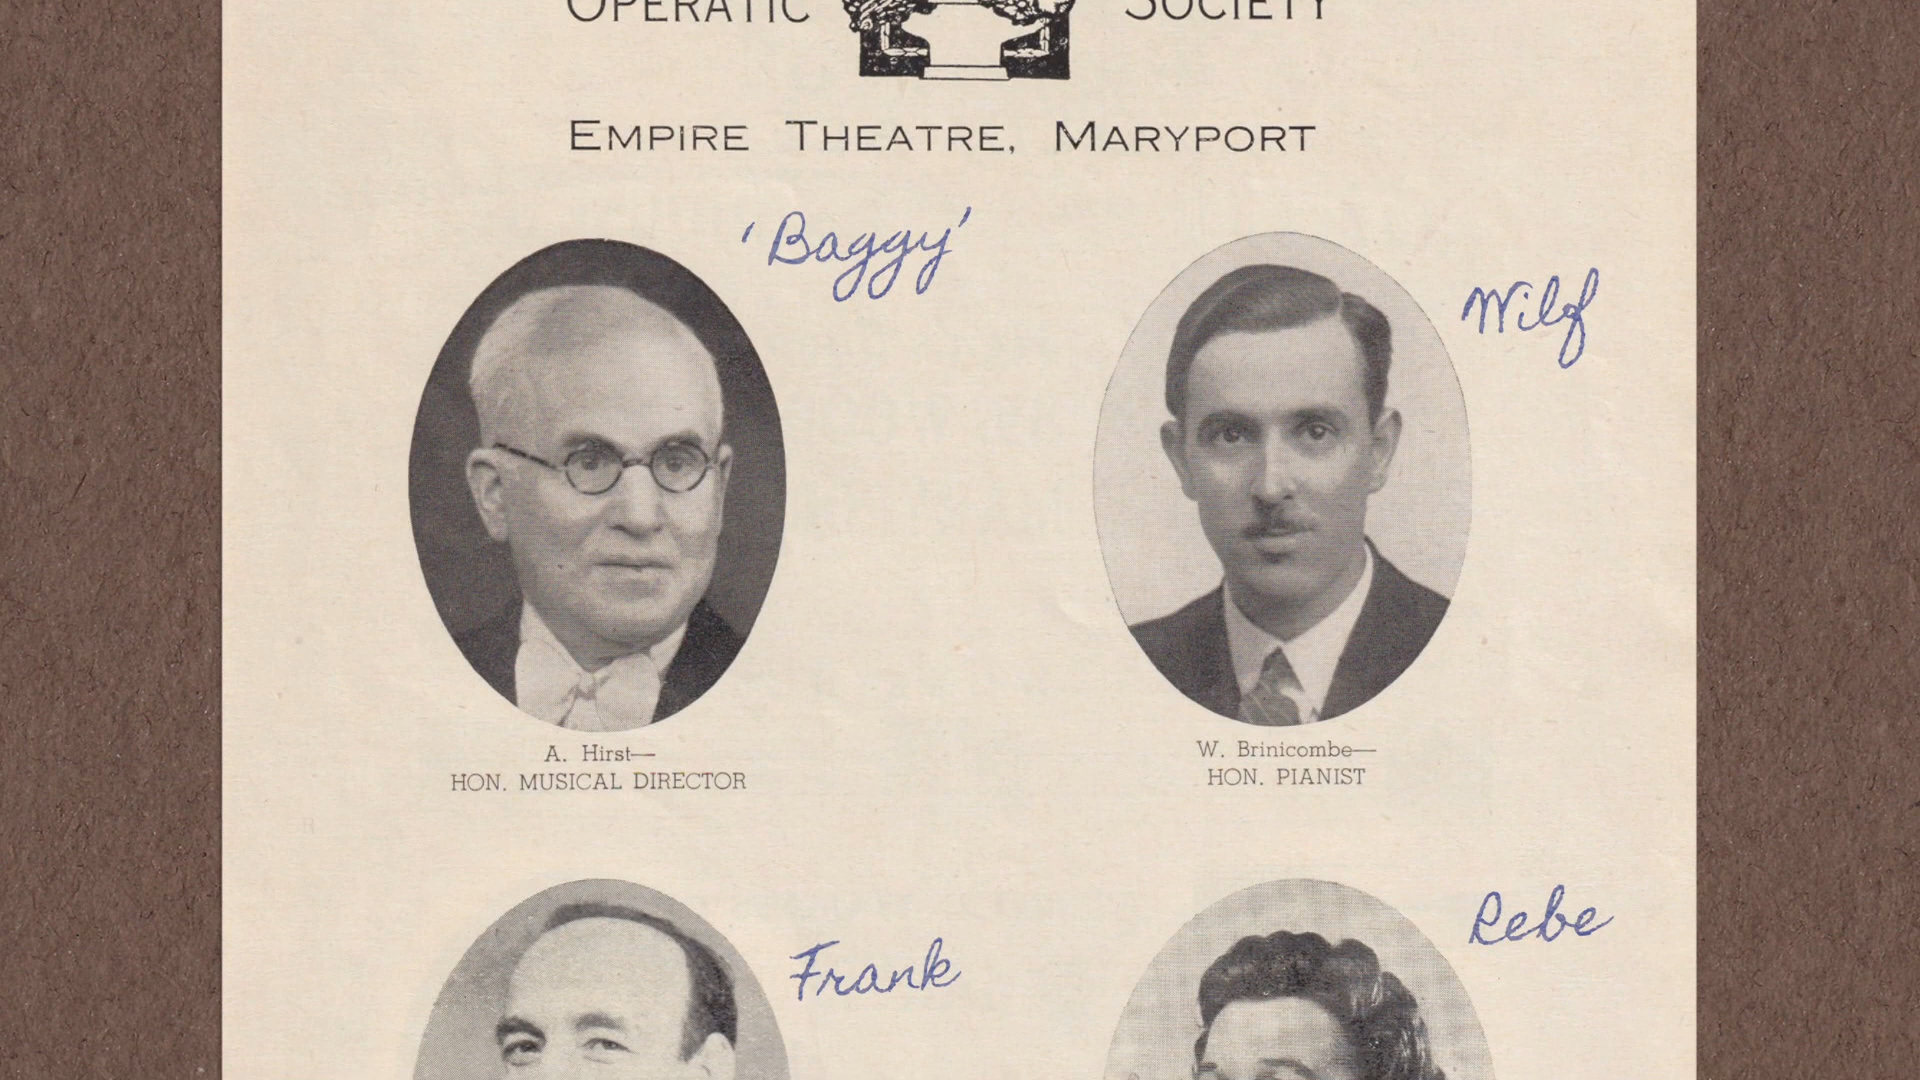 OPERATIC SOCIETY
EMPIRE THEATRE, MARYPORT
'Baggy'
Wilf
A. Hirst—
HON. MUSICAL DIRECTOR
W. Brinicombe—
HON. PIANIST
Frank
Rebe